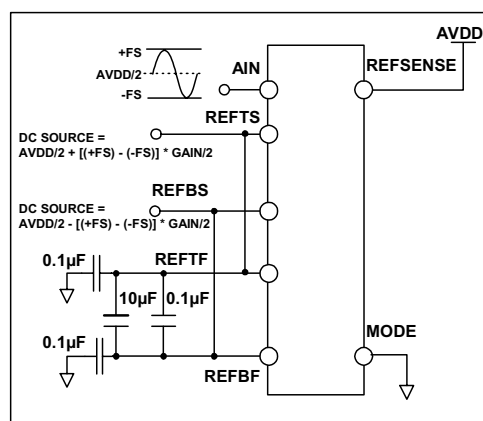 AVDD
+FS
AVDD/2
-FS
AIN
REFSENSE
REFTS
DC SOURCE =
AVDD/2 + [(+FS) - (-FS)] * GAIN/2
REFBS
DC SOURCE =
AVDD/2 - [(+FS) - (-FS)] * GAIN/2
0.1µF
REFTF
10µF
0.1µF
0.1µF
MODE
REFBF